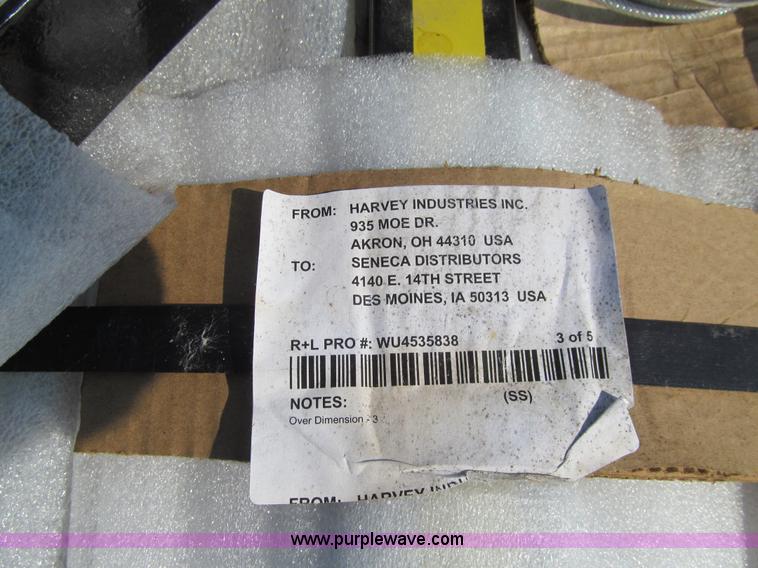 FROM: HARVEY INDUSTRIES INC.
935 MOE DR.
AKRON, OH 44310 USA
TO: SENECA DISTRIBUTORS
4140 E. 14TH STREET
DES MOINES, IA 50313 USA
R+L PRO #: WU4535838 3 of 5
NOTES: (SS)
Over Dimension - 3
FROM: HARVEY
www.purplewave.com